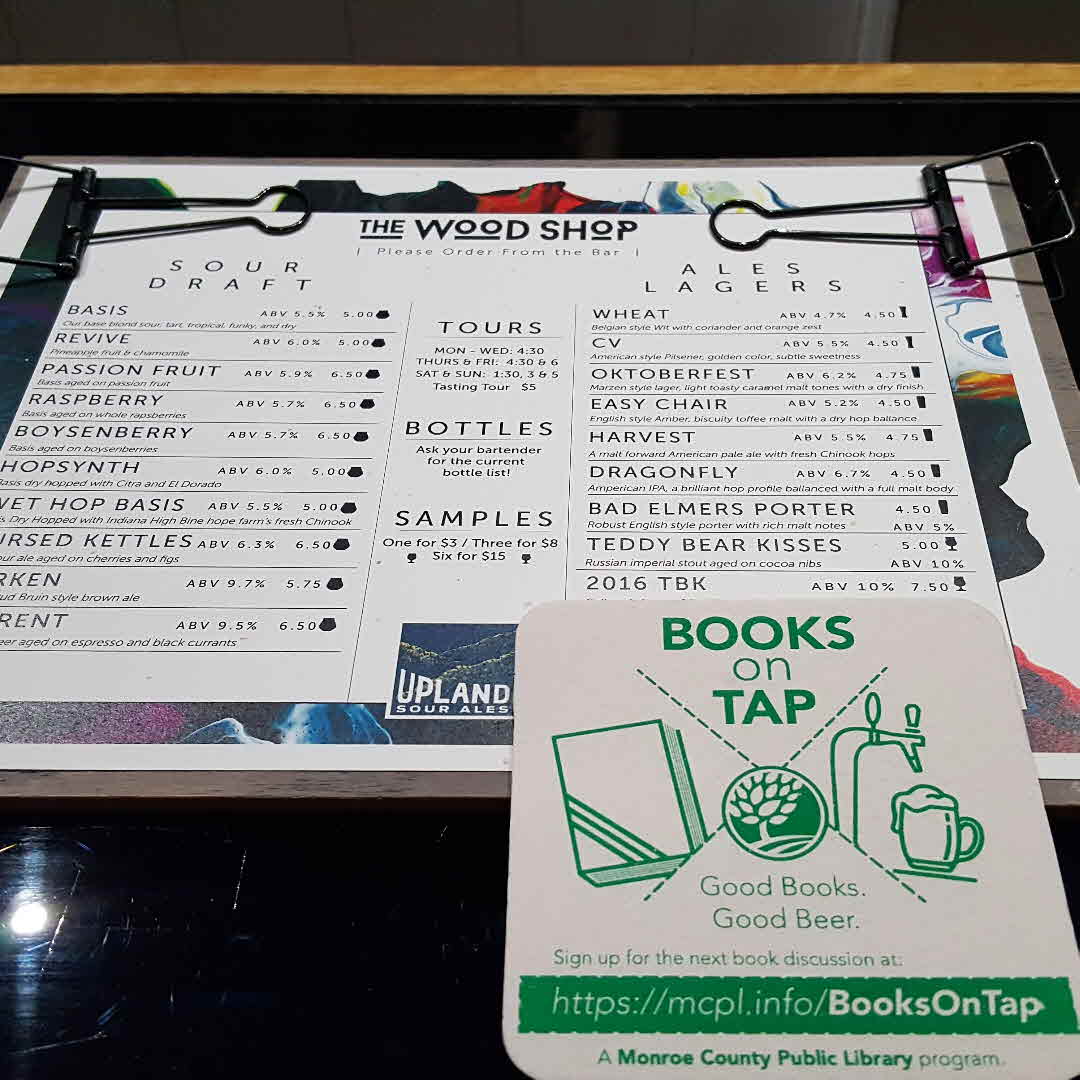 THE WOOD SHOP
| Please Order From the Bar |
SOUR
DRAFT
BASIS ABV 5.5% 5.00
Our base blond sour, tart, tropical, funky, and dry
REVIVE ABV 6.0% 5.00
Pineapple fruit & chamomile
PASSION FRUIT ABV 5.9% 6.50
Basis aged on passion fruit
RASPBERRY ABV 5.7% 6.50
Basis aged on whole rapsberries
BOYSENBERRY ABV 5.7% 6.50
Basis aged on boysenberries
HOPSYNTH ABV 6.0% 5.00
Basis dry hopped with Citra and El Dorado
WET HOP BASIS ABV 5.5% 5.00
s Dry Hopped with Indiana High Bine hope farm's fresh Chinook
URSED KETTLES ABV 6.3% 6.50
our ale aged on cherries and figs
RKEN ABV 9.7% 5.75
ud Bruin style brown ale
RENT ABV 9.5% 6.50
eer aged on espresso and black currants
TOURS
MON - WED: 4:30
THURS & FRI: 4:30 & 6
SAT & SUN: 1:30, 3 & 5
Tasting Tour $5
BOTTLES
Ask your bartender
for the current
bottle list!
SAMPLES
One for $3 / Three for $8
Six for $15
UPLAND
SOUR ALES
ALES
LAGERS
WHEAT ABV 4.7% 4.50
Belgian style Wit with coriander and orange zest
CV ABV 5.5% 4.50
American style Pilsener, golden color, subtle sweetness
OKTOBERFEST ABV 6.2% 4.75
Marzen style lager, light toasty caramel malt tones with a dry finish
EASY CHAIR ABV 5.2% 4.50
English style Amber, biscuity toffee malt with a dry hop ballance
HARVEST ABV 5.5% 4.75
A malt forward American pale ale with fresh Chinook hops
DRAGONFLY ABV 6.7% 4.50
Amperican IPA, a brilliant hop profile ballanced with a full malt body
BAD ELMERS PORTER 4.50
Robust English style porter with rich malt notes ABV 5%
TEDDY BEAR KISSES 5.00
Russian imperial stout aged on cocoa nibs ABV 10%
2016 TBK ABV 10% 7.50
BOOKS
on
TAP
Good Books.
Good Beer.
Sign up for the next book discussion at:
https://mcpl.info/BooksOnTap
A Monroe County Public Library program.